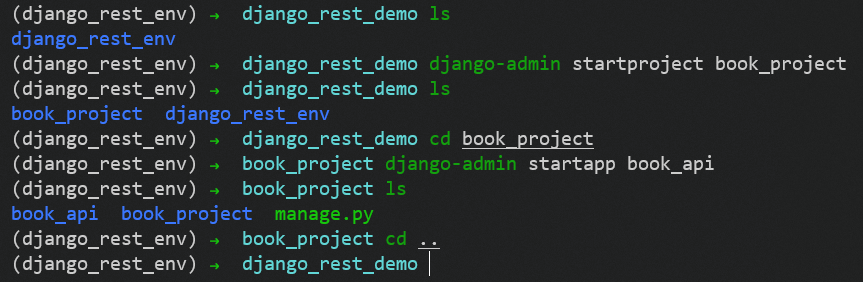 (django_rest_env) → django_rest_demo ls
django_rest_env
(django_rest_env) → django_rest_demo django-admin startproject book_project
(django_rest_env) → django_rest_demo ls
book_project  django_rest_env
(django_rest_env) → django_rest_demo cd book_project
(django_rest_env) → book_project django-admin startapp book_api
(django_rest_env) → book_project ls
book_api  book_project  manage.py
(django_rest_env) → book_project cd ..
(django_rest_env) → django_rest_demo